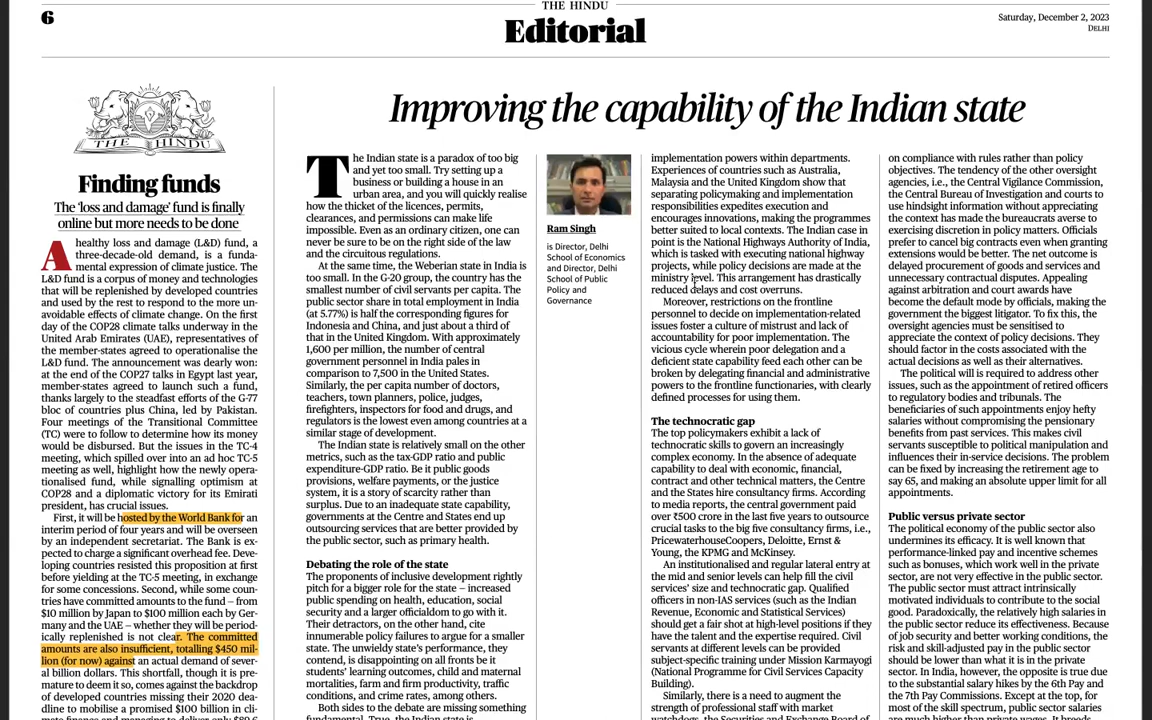 6
THE HINDU
Editorial
Saturday, December 2, 2023
DELHI
THE HINDU
Finding funds
The 'loss and damage' fund is finally
online but more needs to be done
A healthy loss and damage (L&D) fund, a
three-decade-old demand, is a funda-
mental expression of climate justice. The
L&D fund is a corpus of money and technologies
that will be replenished by developed countries
and used by the rest to respond to the more un-
avoidable effects of climate change. On the first
day of the COP28 climate talks underway in the
United Arab Emirates (UAE), representatives of
the member-states agreed to operationalise the
L&D fund. The announcement was dearly won:
at the end of the COP27 talks in Egypt last year,
member-states agreed to launch such a fund,
thanks largely to the steadfast efforts of the G-77
bloc of countries plus China, led by Pakistan.
Four meetings of the Transitional Committee
(TC) were to follow to determine how its money
would be disbursed. But the issues in the TC-4
meeting, which spilled over into an ad hoc TC-5
meeting as well, highlight how the newly opera-
tionalised fund, while signalling optimism at
COP28 and a diplomatic victory for its Emirati
president, has crucial issues.
First, it will be hosted by the World Bank for an
interim period of four years and will be overseen
by an independent secretariat. The Bank is ex-
pected to charge a significant overhead fee. Deve-
loping countries resisted this proposition at first
before yielding at the TC-5 meeting, in exchange
for some concessions. Second, while some coun-
tries have committed amounts to the fund – from
$10 million by Japan to $100 million each by Ger-
many and the UAE – whether they will be period-
ically replenished is not clear. The committed
amounts are also insufficient, totalling $450 mil-
lion (for now) against an actual demand of sever-
al billion dollars. This shortfall, though it is pre-
mature to deem it so, comes against the backdrop
of developed countries missing their 2020 dea-
dline to mobilise a promised $100 billion in cli-
mate finance and managing to deliver only $89.6
Improving the capability of the Indian state
The Indian state is a paradox of too big
and yet too small. Try setting up a
business or building a house in an
urban area, and you will quickly realise
how the thicket of the licences, permits,
clearances, and permissions can make life
impossible. Even as an ordinary citizen, one can
never be sure to be on the right side of the law
and the circuitous regulations.
At the same time, the Weberian state in India is
too small. In the G-20 group, the country has the
smallest number of civil servants per capita. The
public sector share in total employment in India
(at 5.77%) is half the corresponding figures for
Indonesia and China, and just about a third of
that in the United Kingdom. With approximately
1,600 per million, the number of central
government personnel in India pales in
comparison to 7,500 in the United States.
Similarly, the per capita number of doctors,
teachers, town planners, police, judges,
firefighters, inspectors for food and drugs, and
regulators is the lowest even among countries at a
similar stage of development.
The Indian state is relatively small on the other
metrics, such as the tax-GDP ratio and public
expenditure-GDP ratio. Be it public goods
provisions, welfare payments, or the justice
system, it is a story of scarcity rather than
surplus. Due to an inadequate state capability,
governments at the Centre and States end up
outsourcing services that are better provided by
the public sector, such as primary health.
Debating the role of the state
The proponents of inclusive development rightly
pitch for a bigger role for the state – increased
public spending on health, education, social
security and a larger officialdom to go with it.
Their detractors, on the other hand, cite
innumerable policy failures to argue for a smaller
state. The unwieldy state's performance, they
contend, is disappointing on all fronts be it
students' learning outcomes, child and maternal
mortalities, farm and firm productivity, traffic
conditions, and crime rates, among others.
Both sides to the debate are missing something
fundamental. True, the Indian state is
Ram Singh
is Director, Delhi
School of Economics
and Director, Delhi
School of Public
Policy and
Governance
implementation powers within departments.
Experiences of countries such as Australia,
Malaysia and the United Kingdom show that
separating policymaking and implementation
responsibilities expedites execution and
encourages innovations, making the programmes
better suited to local contexts. The Indian case in
point is the National Highways Authority of India,
which is tasked with executing national highway
projects, while policy decisions are made at the
ministry level. This arrangement has drastically
reduced delays and cost overruns.
Moreover, restrictions on the frontline
personnel to decide on implementation-related
issues foster a culture of mistrust and lack of
accountability for poor implementation. The
vicious cycle wherein poor delegation and a
deficient state capability feed each other can be
broken by delegating financial and administrative
powers to the frontline functionaries, with clearly
defined processes for using them.
The technocratic gap
The top policymakers exhibit a lack of
technocratic skills to govern an increasingly
complex economy. In the absence of adequate
capability to deal with economic, financial,
contract and other technical matters, the Centre
and the States hire consultancy firms. According
to media reports, the central government paid
over ₹500 crore in the last five years to outsource
crucial tasks to the big five consultancy firms, i.e.,
PricewaterhouseCoopers, Deloitte, Ernst &
Young, the KPMG and McKinsey.
An institutionalised and regular lateral entry at
the mid and senior levels can help fill the civil
services' size and technocratic gap. Qualified
officers in non-IAS services (such as the Indian
Revenue, Economic and Statistical Services)
should get a fair shot at high-level positions if they
have the talent and the expertise required. Civil
servants at different levels can be provided
subject-specific training under Mission Karmayogi
(National Programme for Civil Services Capacity
Building).
Similarly, there is a need to augment the
strength of professional staff with market
watchdogs, the Securities and Exchange Board of
on compliance with rules rather than policy
objectives. The tendency of the other oversight
agencies, i.e., the Central Vigilance Commission,
the Central Bureau of Investigation and courts to
use hindsight information without appreciating
the context has made the bureaucrats averse to
exercising discretion in policy matters. Officials
prefer to cancel big contracts even when granting
extensions would be better. The net outcome is
delayed procurement of goods and services and
unnecessary contractual disputes. Appealing
against arbitration and court awards have
become the default mode by officials, making the
government the biggest litigator. To fix this, the
oversight agencies must be sensitised to
appreciate the context of policy decisions. They
should factor in the costs associated with the
actual decisions as well as their alternatives.
The political will is required to address other
issues, such as the appointment of retired officers
to regulatory bodies and tribunals. The
beneficiaries of such appointments enjoy hefty
salaries without compromising the pensionary
benefits from past services. This makes civil
servants susceptible to political manipulation and
influences their in-service decisions. The problem
can be fixed by increasing the retirement age to
say 65, and making an absolute upper limit for all
appointments.
Public versus private sector
The political economy of the public sector also
undermines its efficacy. It is well known that
performance-linked pay and incentive schemes
such as bonuses, which work well in the private
sector, are not very effective in the public sector.
The public sector must attract intrinsically
motivated individuals to contribute to the social
good. Paradoxically, the relatively high salaries in
the public sector reduce its effectiveness. Because
of job security and better working conditions, the
risk and skill-adjusted pay in the public sector
should be lower than what it is in the private
sector. In India, however, the opposite is true due
to the substantial salary hikes by the 6th Pay and
the 7th Pay Commissions. Except at the top, for
most of the skill spectrum, public sector salaries
are much higher than private wages. It breeds